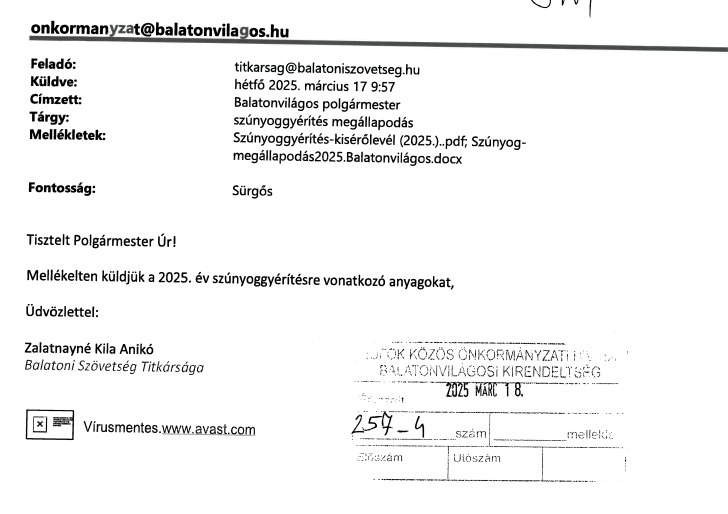 onkormanyzat@balatonvilagos.hu
Feladó: titkarsag@balatoniszovetseg.hu
Küldve: hétfő 2025. március 17 9:57
Címzett: Balatonvilágos polgármester
Tárgy: szúnyoggyérítés megállapodás
Mellékletek: Szúnyoggyérítés-kisérőlevél (2025.)..pdf; Szúnyog-
megállapodás2025.Balatonvilágos.docx
Fontosság: Sürgős
Tisztelt Polgármester Úr!
Mellékelten küldjük a 2025. év szúnyoggyérítésre vonatkozó anyagokat,
Üdvözlettel:
Zalatnayné Kila Anikó
Balatoni Szövetség Titkársága
KÖZÖS ÖNKORMÁNYZATI
BALATONVILÁGOSI KIRENDELTSÉG
2025 MÁRC 18.
257-4 szám mellékle
Előszám Utószám
Vírusmentes.www.avast.com